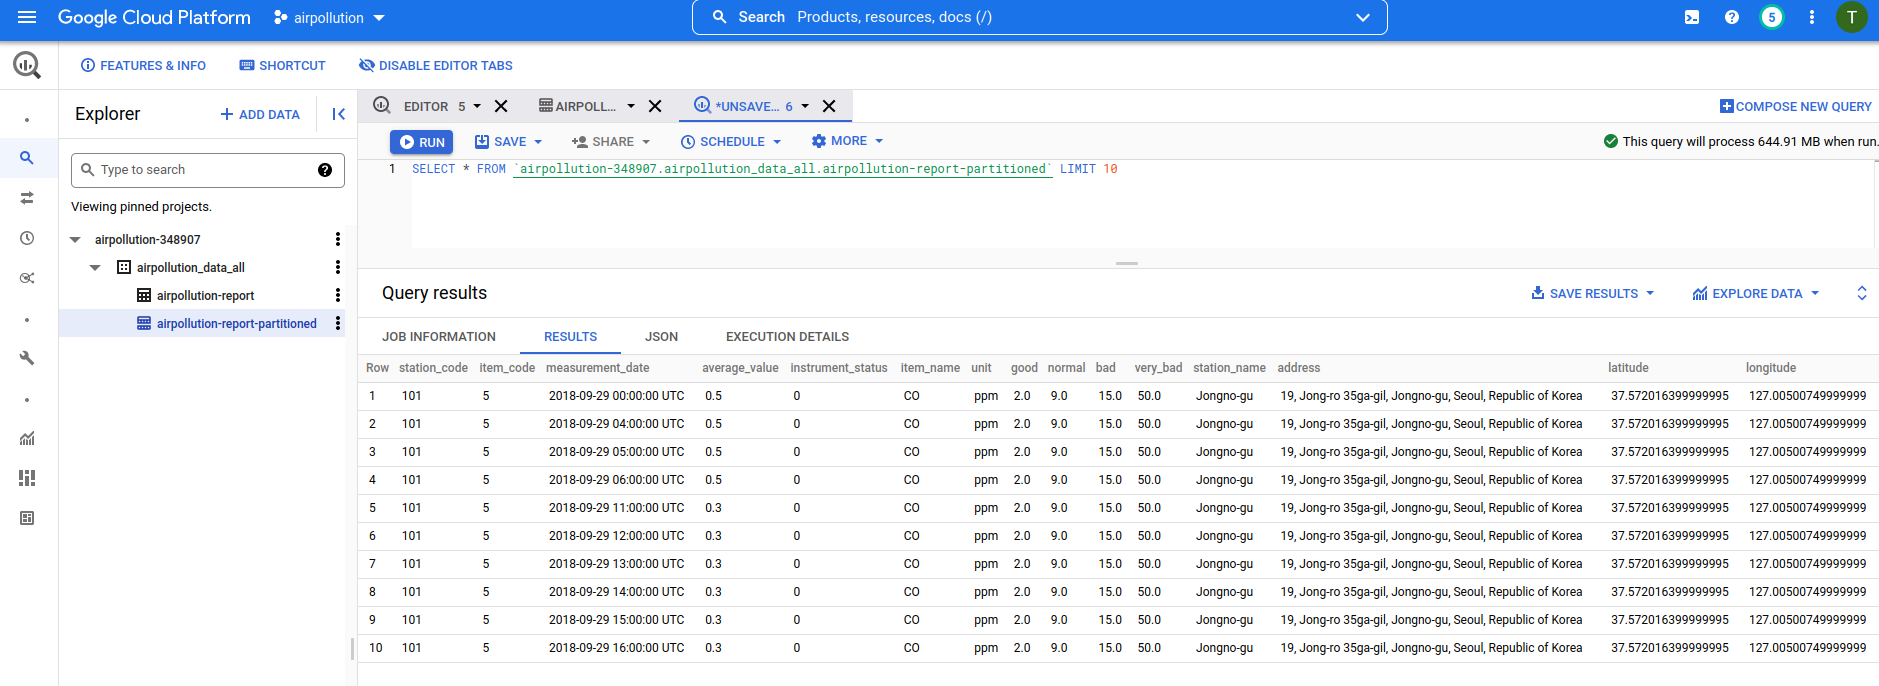 Google Cloud Platform airpollution Search Products, resources, docs (/) 5 T
FEATURES & INFO SHORTCUT DISABLE EDITOR TABS
Explorer ADD DATA
EDITOR 5 AIRPOLL... *UNSAVE... 6 COMPOSE NEW QUERY
RUN SAVE SHARE SCHEDULE MORE This query will process 644.91 MB when run.
Type to search
1 SELECT * FROM `airpollution-348907.airpollution_data_all.airpollution-report-partitioned` LIMIT 10
Viewing pinned projects.
airpollution-348907
airpollution_data_all
airpollution-report
airpollution-report-partitioned
Query results SAVE RESULTS EXPLORE DATA
JOB INFORMATION RESULTS JSON EXECUTION DETAILS
Row station_code item_code measurement_date average_value instrument_status item_name unit good normal bad very_bad station_name address latitude longitude
1 101 5 2018-09-29 00:00:00 UTC 0.5 0 CO ppm 2.0 9.0 15.0 50.0 Jongno-gu 19, Jong-ro 35ga-gil, Jongno-gu, Seoul, Republic of Korea 37.572016399999995 127.00500749999999
2 101 5 2018-09-29 04:00:00 UTC 0.5 0 CO ppm 2.0 9.0 15.0 50.0 Jongno-gu 19, Jong-ro 35ga-gil, Jongno-gu, Seoul, Republic of Korea 37.572016399999995 127.00500749999999
3 101 5 2018-09-29 05:00:00 UTC 0.5 0 CO ppm 2.0 9.0 15.0 50.0 Jongno-gu 19, Jong-ro 35ga-gil, Jongno-gu, Seoul, Republic of Korea 37.572016399999995 127.00500749999999
4 101 5 2018-09-29 06:00:00 UTC 0.5 0 CO ppm 2.0 9.0 15.0 50.0 Jongno-gu 19, Jong-ro 35ga-gil, Jongno-gu, Seoul, Republic of Korea 37.572016399999995 127.00500749999999
5 101 5 2018-09-29 11:00:00 UTC 0.3 0 CO ppm 2.0 9.0 15.0 50.0 Jongno-gu 19, Jong-ro 35ga-gil, Jongno-gu, Seoul, Republic of Korea 37.572016399999995 127.00500749999999
6 101 5 2018-09-29 12:00:00 UTC 0.3 0 CO ppm 2.0 9.0 15.0 50.0 Jongno-gu 19, Jong-ro 35ga-gil, Jongno-gu, Seoul, Republic of Korea 37.572016399999995 127.00500749999999
7 101 5 2018-09-29 13:00:00 UTC 0.3 0 CO ppm 2.0 9.0 15.0 50.0 Jongno-gu 19, Jong-ro 35ga-gil, Jongno-gu, Seoul, Republic of Korea 37.572016399999995 127.00500749999999
8 101 5 2018-09-29 14:00:00 UTC 0.3 0 CO ppm 2.0 9.0 15.0 50.0 Jongno-gu 19, Jong-ro 35ga-gil, Jongno-gu, Seoul, Republic of Korea 37.572016399999995 127.00500749999999
9 101 5 2018-09-29 15:00:00 UTC 0.3 0 CO ppm 2.0 9.0 15.0 50.0 Jongno-gu 19, Jong-ro 35ga-gil, Jongno-gu, Seoul, Republic of Korea 37.572016399999995 127.00500749999999
10 101 5 2018-09-29 16:00:00 UTC 0.3 0 CO ppm 2.0 9.0 15.0 50.0 Jongno-gu 19, Jong-ro 35ga-gil, Jongno-gu, Seoul, Republic of Korea 37.572016399999995 127.00500749999999